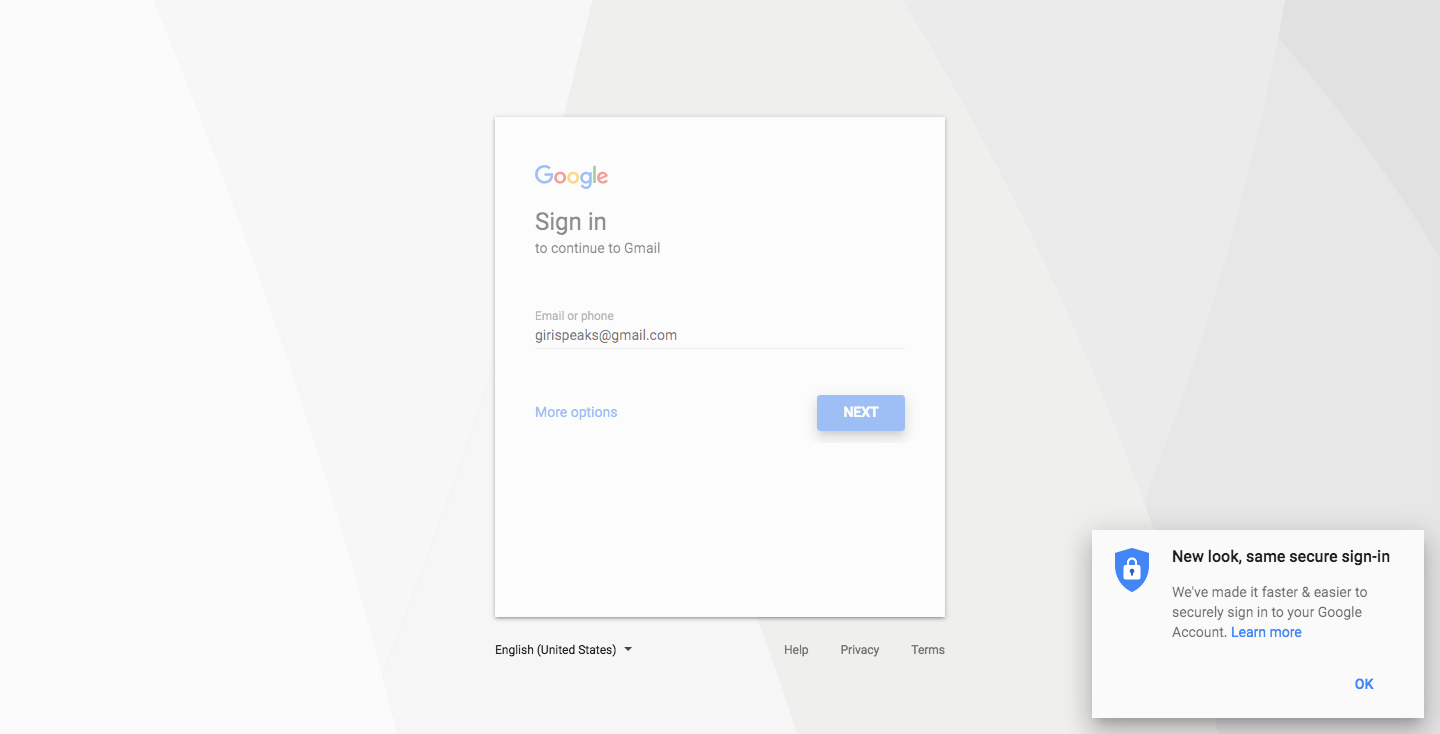 Google
Sign in
to continue to Gmail
Email or phone
girispeaks@gmail.com
More options
NEXT
English (United States)
Help
Privacy
Terms
New look, same secure sign-in
We've made it faster & easier to
securely sign in to your Google
Account. Learn more
OK